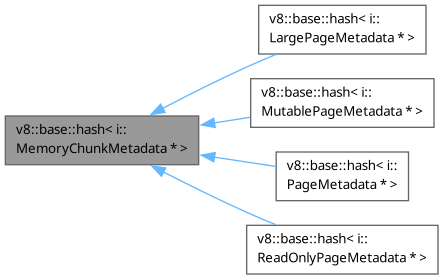 v8::base::hash< i::
LargePageMetadata * >
v8::base::hash< i::
MutablePageMetadata * >
v8::base::hash< i::
MemoryChunkMetadata * >
v8::base::hash< i::
PageMetadata * >
v8::base::hash< i::
ReadOnlyPageMetadata * >